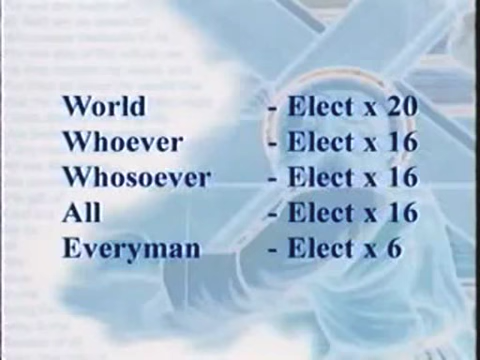 World - Elect x 20
Whoever - Elect x 16
Whosoever - Elect x 16
All - Elect x 16
Everyman - Elect x 6